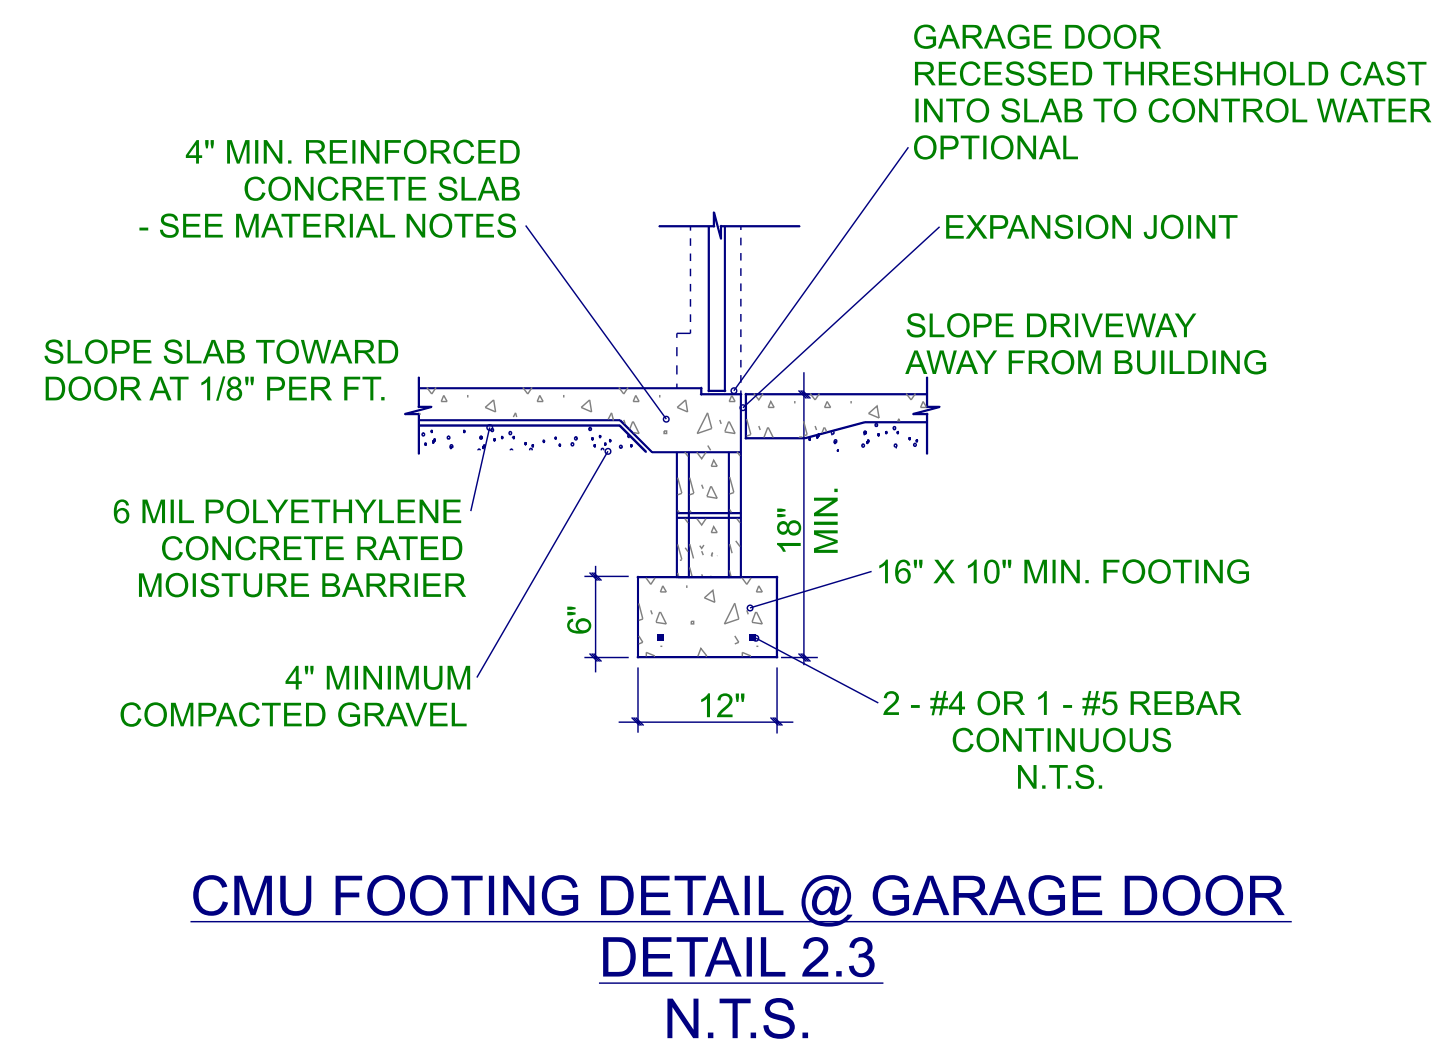 GARAGE DOOR
RECESSED THRESHHOLD CAST
INTO SLAB TO CONTROL WATER
OPTIONAL
4" MIN. REINFORCED
CONCRETE SLAB
- SEE MATERIAL NOTES
EXPANSION JOINT
SLOPE DRIVEWAY
AWAY FROM BUILDING
SLOPE SLAB TOWARD
DOOR AT 1/8" PER FT.
6 MIL POLYETHYLENE
CONCRETE RATED
MOISTURE BARRIER
18"
MIN.
16" X 10" MIN. FOOTING
6"
4" MINIMUM
COMPACTED GRAVEL
12"
2 - #4 OR 1 - #5 REBAR
CONTINUOUS
N.T.S.
CMU FOOTING DETAIL @ GARAGE DOOR
DETAIL 2.3
N.T.S.